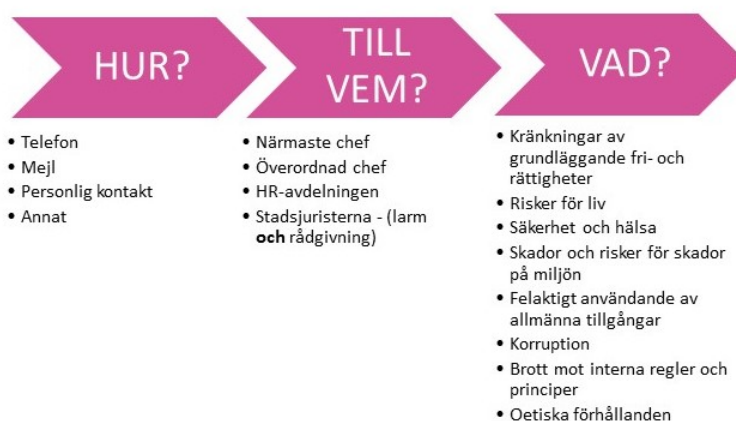 HUR?
• Telefon
• Mejl
• Personlig kontakt
• Annat
TILL
VEM?
• Närmaste chef
• Överordnad chef
• HR-avdelningen
• Stadsjuristerna - (larm
och rådgivning)
VAD?
• Kränkningar av
grundläggande fri- och
rättigheter
• Risker för liv
• Säkerhet och hälsa
• Skador och risker för skador
på miljön
• Felaktigt användande av
allmänna tillgångar
• Korruption
• Brott mot interna regler och
principer
• Oetiska förhållanden